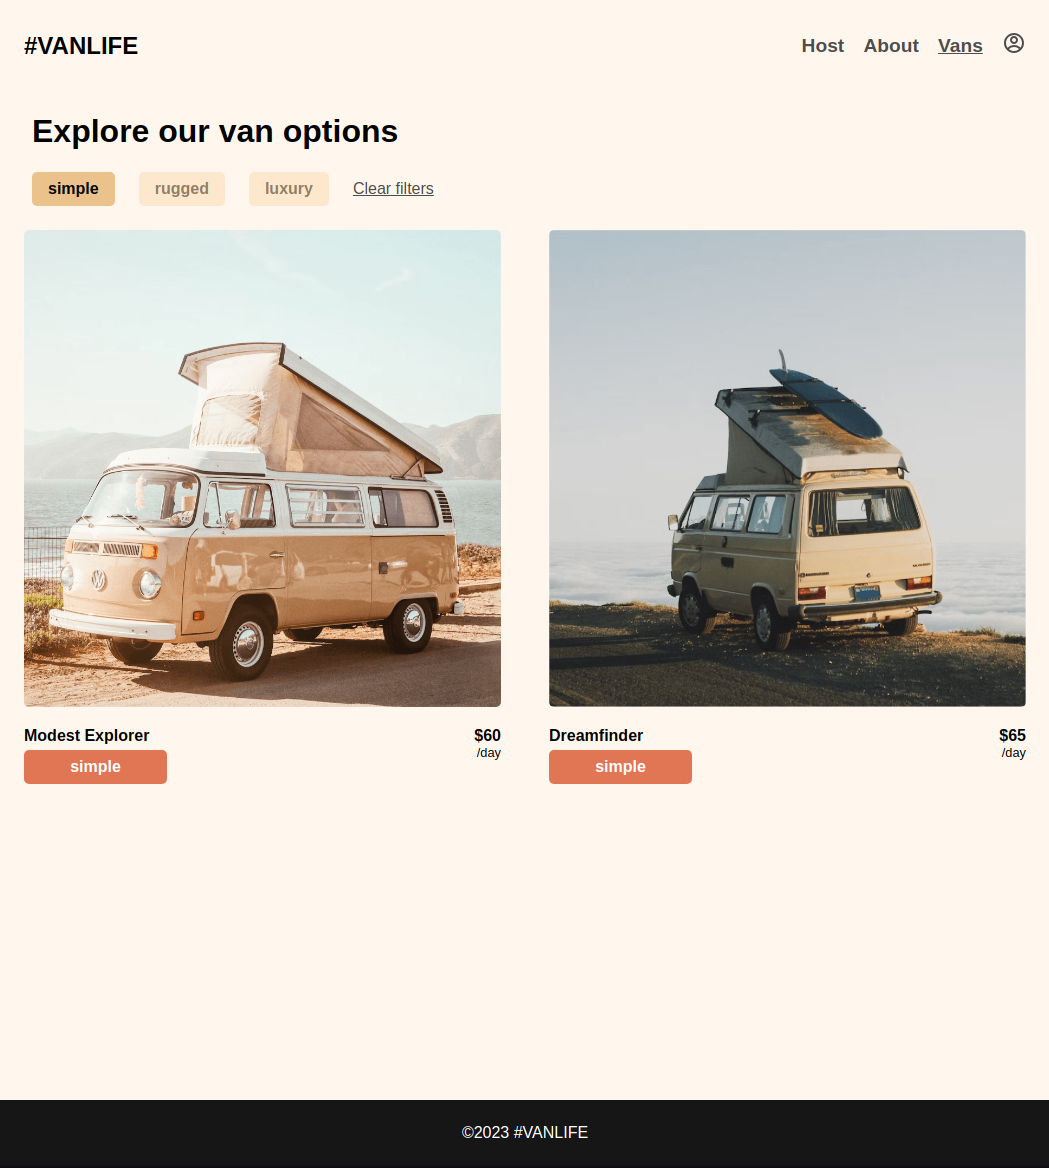 #VANLIFE
Host About Vans
Explore our van options
simple rugged luxury Clear filters
Modest Explorer $60
/day
simple
Dreamfinder $65
/day
simple
©2023 #VANLIFE